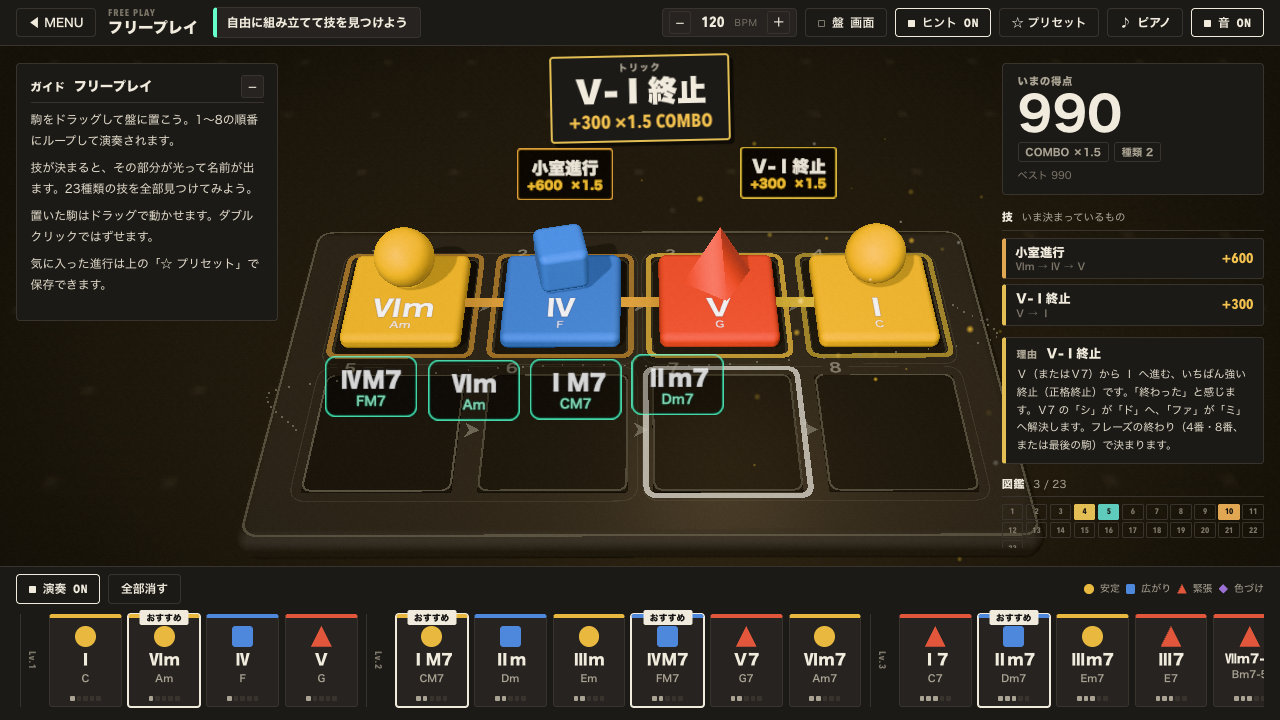 MENU
FREE PLAY
フリープレイ
自由に組み立てて技を見つけよう
− 120 BPM +
盤 画面
ヒント ON
☆ プリセット
♪ ピアノ
音 ON
ガイド フリープレイ −
駒をドラッグして盤に置こう。1〜8の順番
にループして演奏されます。
技が決まると、その部分が光って名前が出
ます。23種類の技を全部見つけてみよう。
置いた駒はドラッグで動かせます。ダブル
クリックではずせます。
気に入った進行は上の「☆ プリセット」で
保存できます。
トリック
V-I 終止
+300 ×1.5 COMBO
小室進行
+600 ×1.5
V-I 終止
+300 ×1.5
VIm
Am
IV
F
V
G
I
C
IVM7
FM7
VIm
Am
I M7
CM7
IIm7
Dm7
8
いまの得点
990
COMBO ×1.5
種類 2
ベスト 990
技 いま決まっているもの
小室進行 +600
VIm → IV → V
V-I 終止 +300
V → I
理由 V-I 終止
V（またはV7）から I へ進む、いちばん強い
終止（正格終止）です。「終わった」と感じま
す。V7 の「シ」が「ド」へ、「ファ」が「ミ」
へ解決します。フレーズの終わり（4番・8番、
または最後の駒）で決まります。
図鑑 3 / 23
1 2 3 4 5 6 7 8 9 10 11
12 13 14 15 16 17 18 19 20 21 22
演奏 ON
全部消す
安定 広がり 緊張 色づけ
Lv.1
I
C
おすすめ
VIm
Am
IV
F
V
G
Lv.2
おすすめ
I M7
CM7
IIm
Dm
IIIm
Em
おすすめ
IVM7
FM7
V7
G7
VIm7
Am7
Lv.3
I 7
C7
おすすめ
IIm7
Dm7
IIIm7
Em7
III7
E7
VIIm7-
Bm7-5